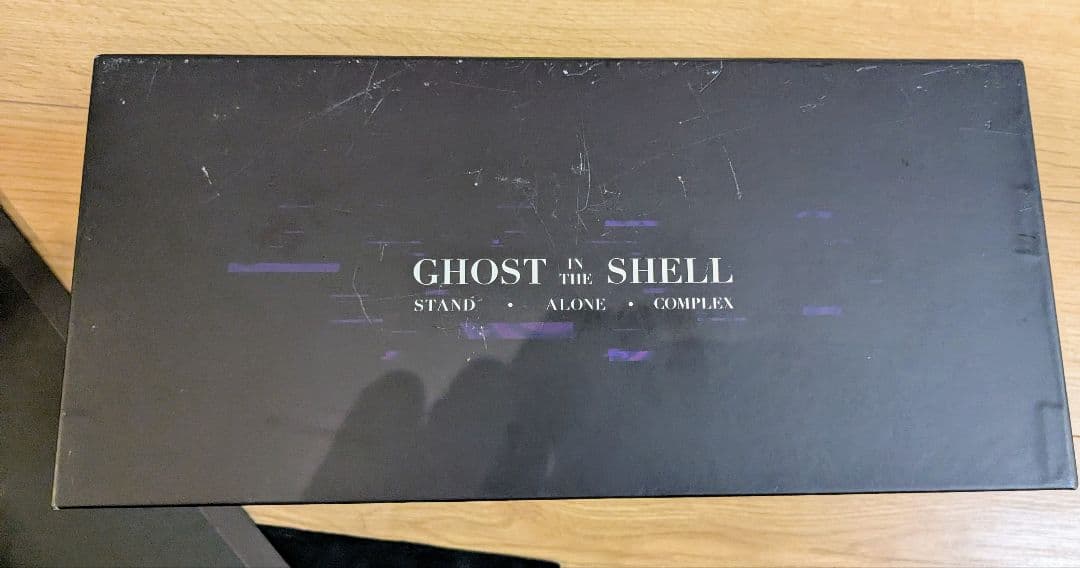 GHOST IN THE SHELL
STAND • ALONE • COMPLEX